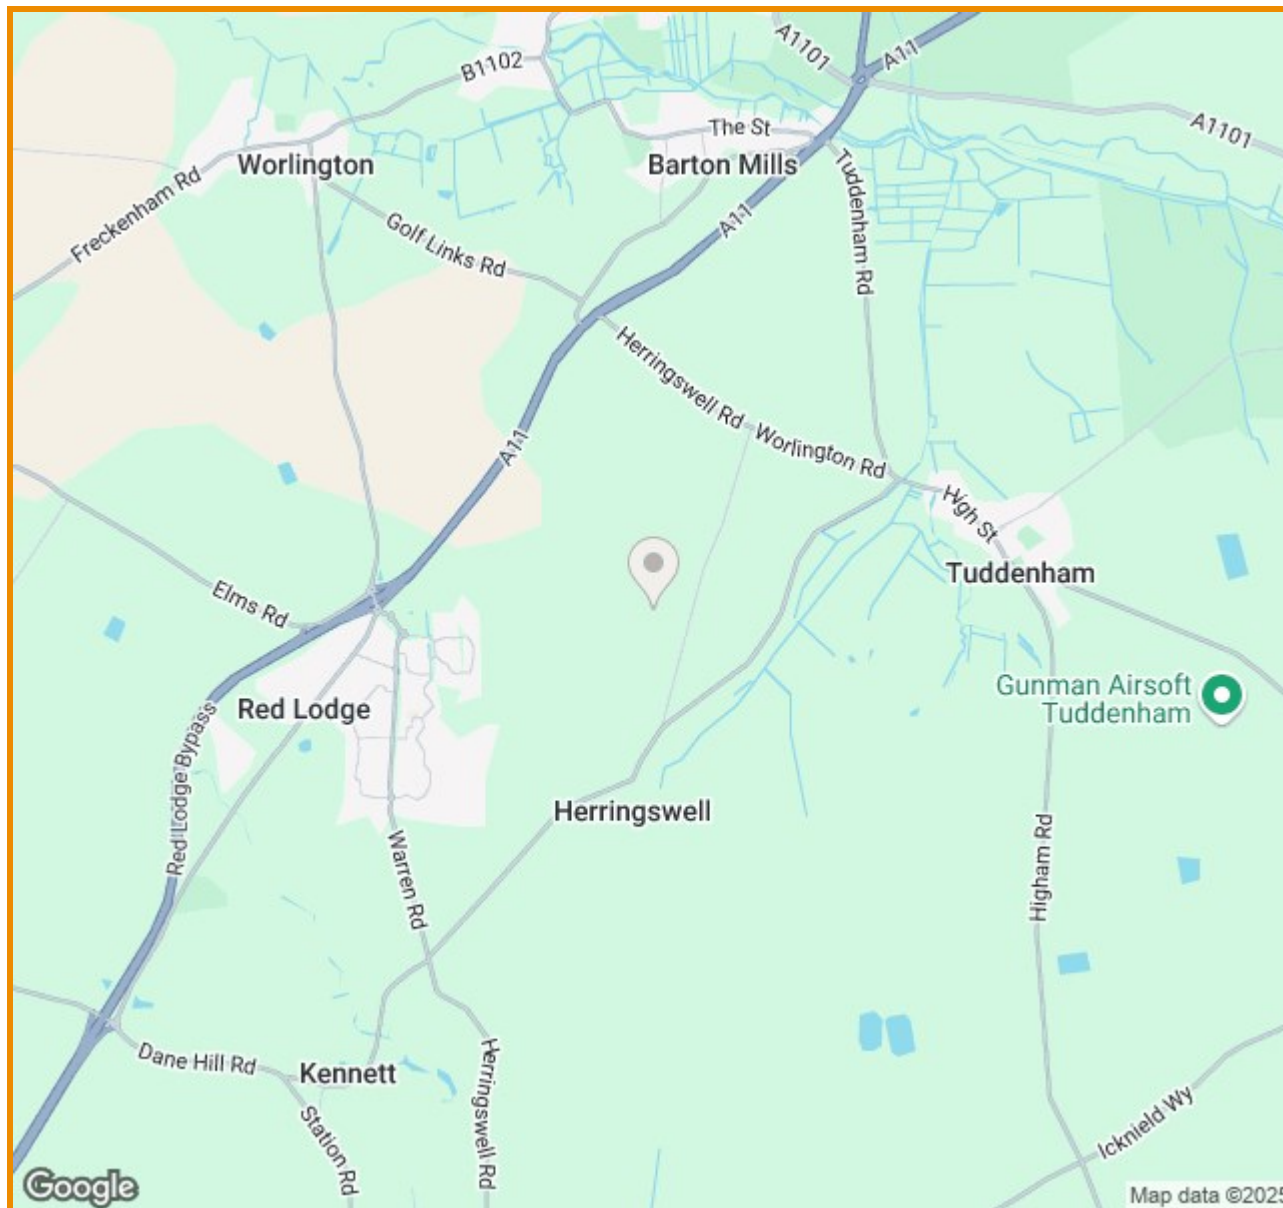 A1101
A11
B1102
The St
A1101
Worlington
Barton Mills
Freckenham Rd
Tuddenham Rd
A11
Golf Links Rd
Herringswell Rd
Worlington Rd
A11
High St
Elms Rd
Tuddenham
Gunman Airsoft
Tuddenham
Red Lodge
Red Lodge Bypass
Herringswell
Warren Rd
Higham Rd
Dane Hill Rd
Kennett
Herringswell Rd
Station Rd
Icknield Wy
Google
Map data ©2025